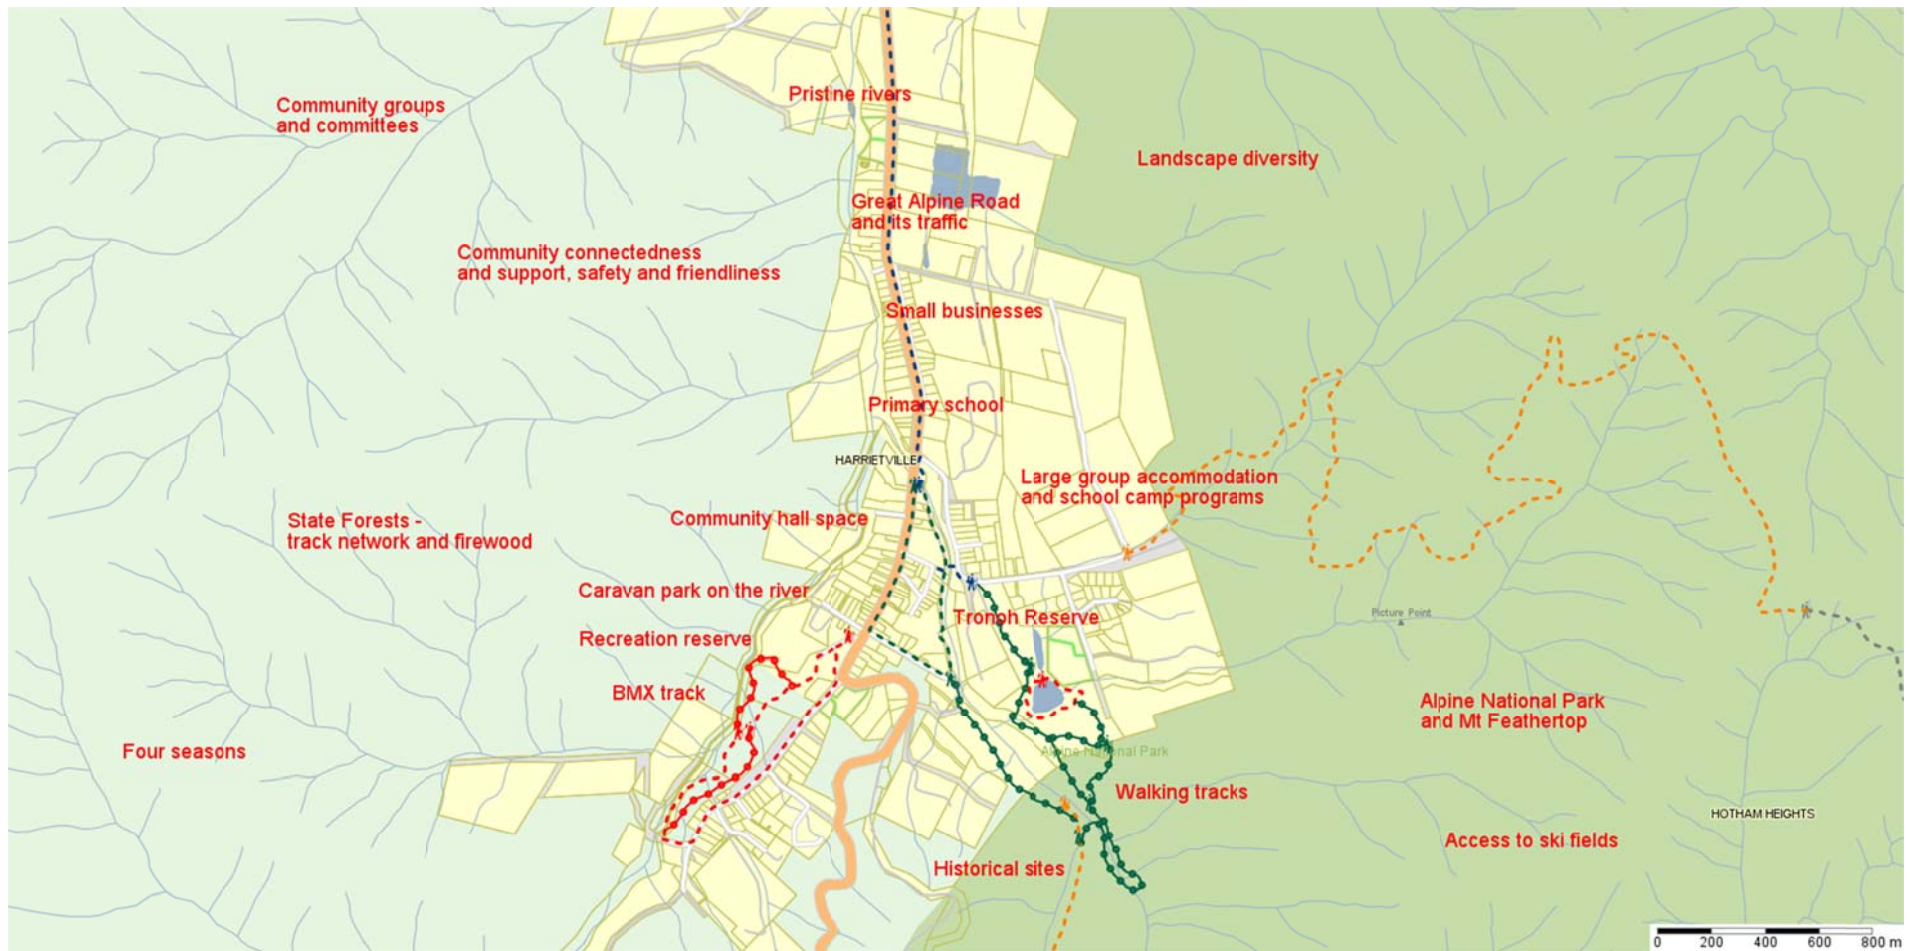 Pristine rivers
Community groups
and committees
Landscape diversity
Great Alpine Road
and its traffic
Community connectedness
and support, safety and friendliness
Small businesses
Primary school
HARRIETVILLE
Large group accommodation
and school camp programs
Community hall space
State Forests -
track network and firewood
Caravan park on the river
Tronoh Reserve
Picture Point
Recreation reserve
BMX track
Alpine National Park
and Mt Feathertop
Four seasons
Alpine National Park
Walking tracks
HOTHAM HEIGHTS
Access to ski fields
Historical sites
0 200 400 600 800 m